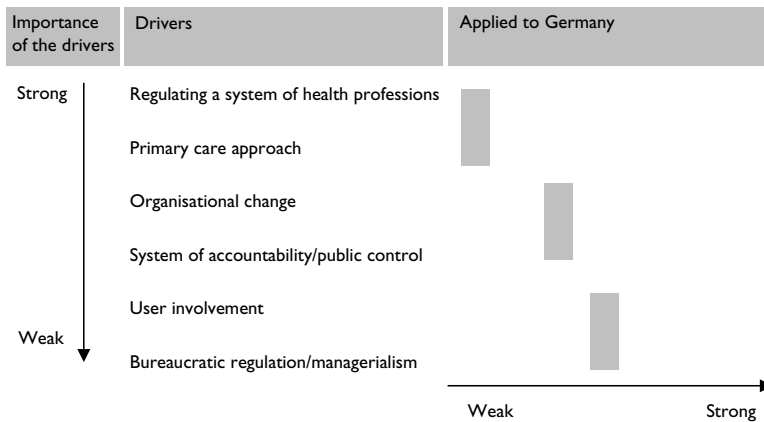 Importance
of the drivers
Drivers
Applied to Germany
Strong
Regulating a system of health professions
Primary care approach
Organisational change
System of accountability/public control
User involvement
Weak
Bureaucratic regulation/managerialism
Weak
Strong